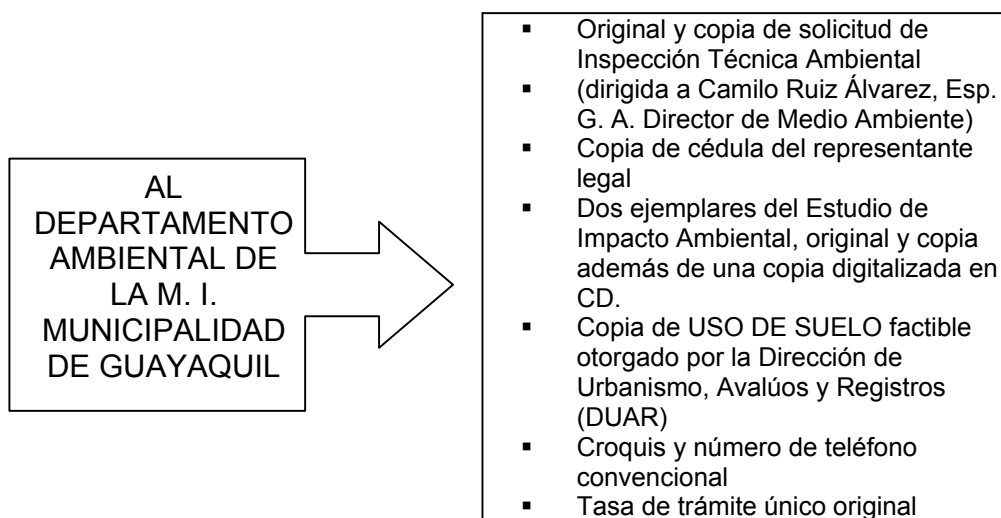 AL
DEPARTAMENTO
AMBIENTAL DE
LA M. I.
MUNICIPALIDAD
DE GUAYAQUIL
▪ Original y copia de solicitud de
Inspección Técnica Ambiental
▪ (dirigida a Camilo Ruiz Álvarez, Esp.
G. A. Director de Medio Ambiente)
▪ Copia de cédula del representante
legal
▪ Dos ejemplares del Estudio de
Impacto Ambiental, original y copia
además de una copia digitalizada en
CD.
▪ Copia de USO DE SUELO factible
otorgado por la Dirección de
Urbanismo, Avalúos y Registros
(DUAR)
▪ Croquis y número de teléfono
convencional
▪ Tasa de trámite único original